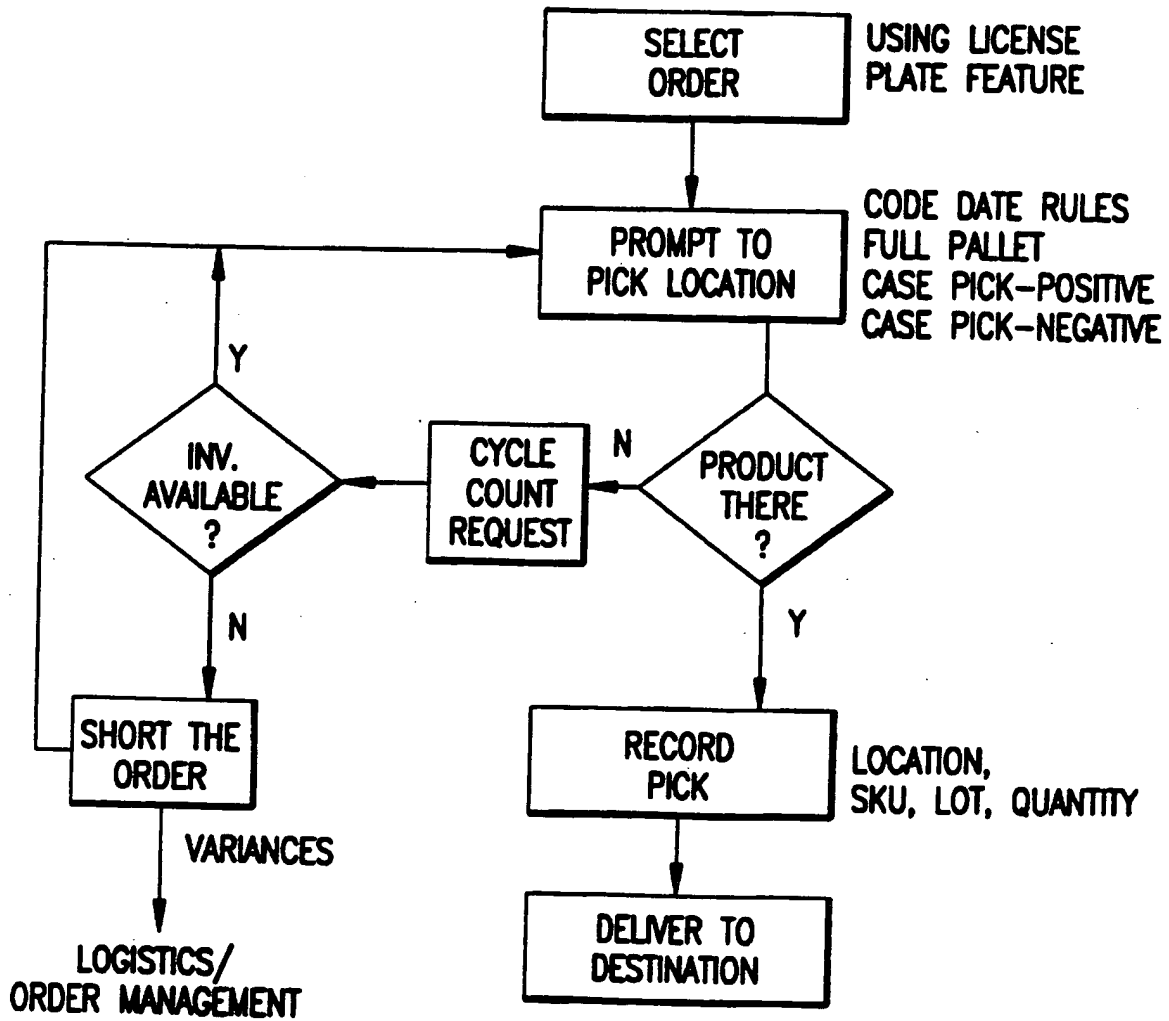 SELECT
ORDER
USING LICENSE
PLATE FEATURE
PROMPT TO
PICK LOCATION
CODE DATE RULES
FULL PALLET
CASE PICK-POSITIVE
CASE PICK-NEGATIVE
Y
INV.
AVAILABLE
?
CYCLE
COUNT
REQUEST
N
PRODUCT
THERE
?
N
Y
SHORT THE
ORDER
RECORD
PICK
LOCATION,
SKU, LOT, QUANTITY
VARIANCES
DELIVER TO
DESTINATION
LOGISTICS/
ORDER MANAGEMENT